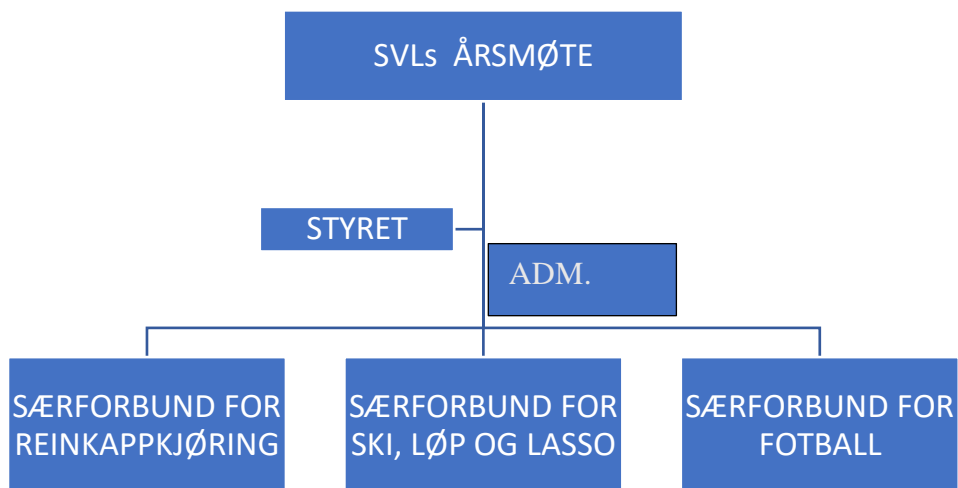 SVLs ÅRSMØTE
STYRET
ADM.
SÆRFORBUND FOR
REINKAPPKJØRING
SÆRFORBUND FOR
SKI, LØP OG LASSO
SÆRFORBUND FOR
FOTBALL